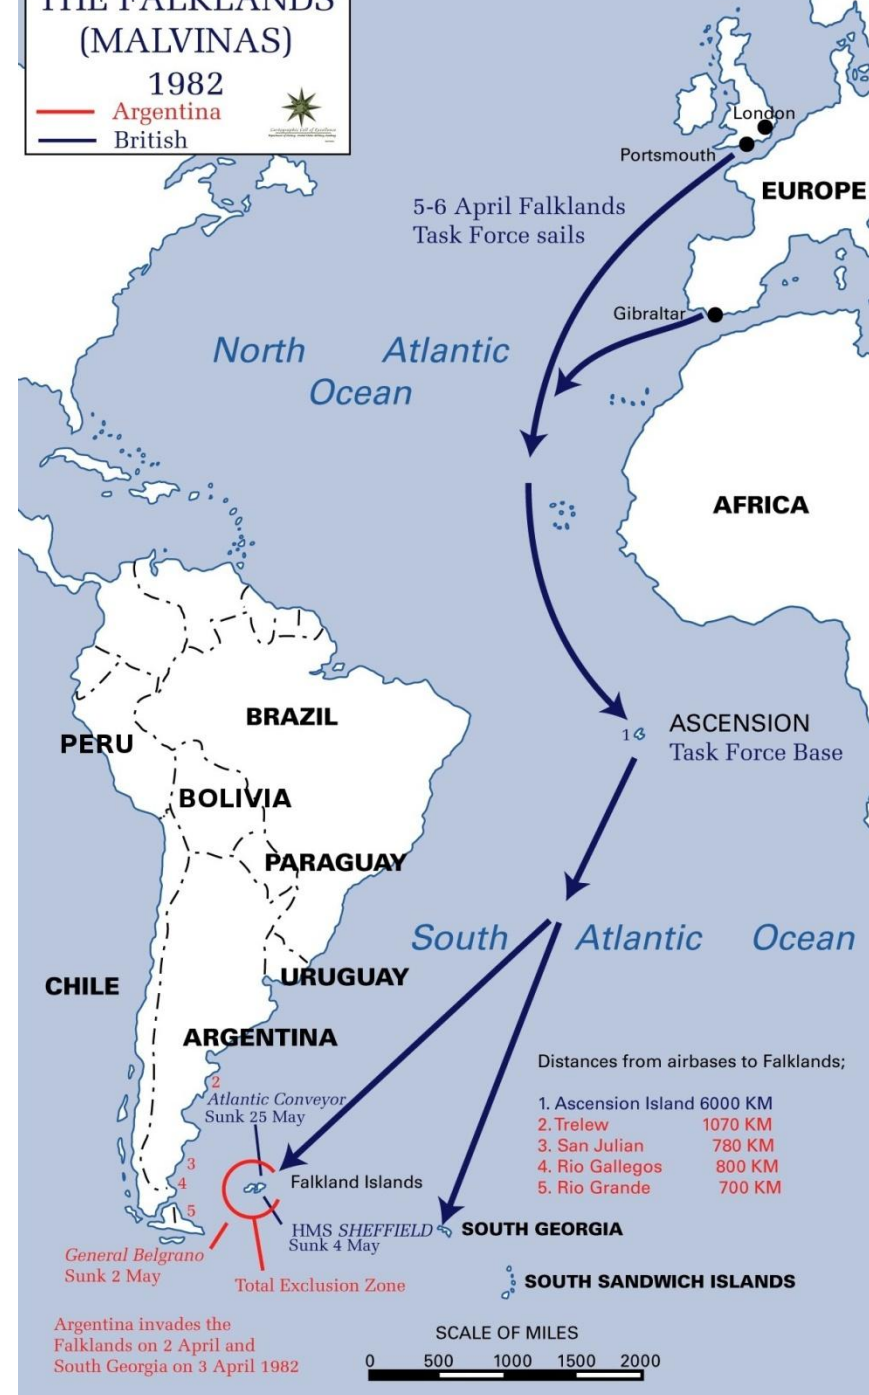 THE FALKLANDS
(MALVINAS)
1982
Argentina
British
London
Portsmouth
EUROPE
5-6 April Falklands
Task Force sails
Gibraltar
North Atlantic
Ocean
AFRICA
BRAZIL
PERU
ASCENSION
1
Task Force Base
BOLIVIA
PARAGUAY
South Atlantic Ocean
URUGUAY
CHILE
ARGENTINA
Distances from airbases to Falklands;
1. Ascension Island 6000 KM
2. Trelew 1070 KM
3. San Julian 780 KM
4. Rio Gallegos 800 KM
5. Rio Grande 700 KM
2
Atlantic Conveyor
Sunk 25 May
3
4
5
Falkland Islands
HMS SHEFFIELD
Sunk 4 May
SOUTH GEORGIA
General Belgrano
Sunk 2 May
Total Exclusion Zone
SOUTH SANDWICH ISLANDS
Argentina invades the
Falklands on 2 April and
South Georgia on 3 April 1982
SCALE OF MILES
0 500 1000 1500 2000